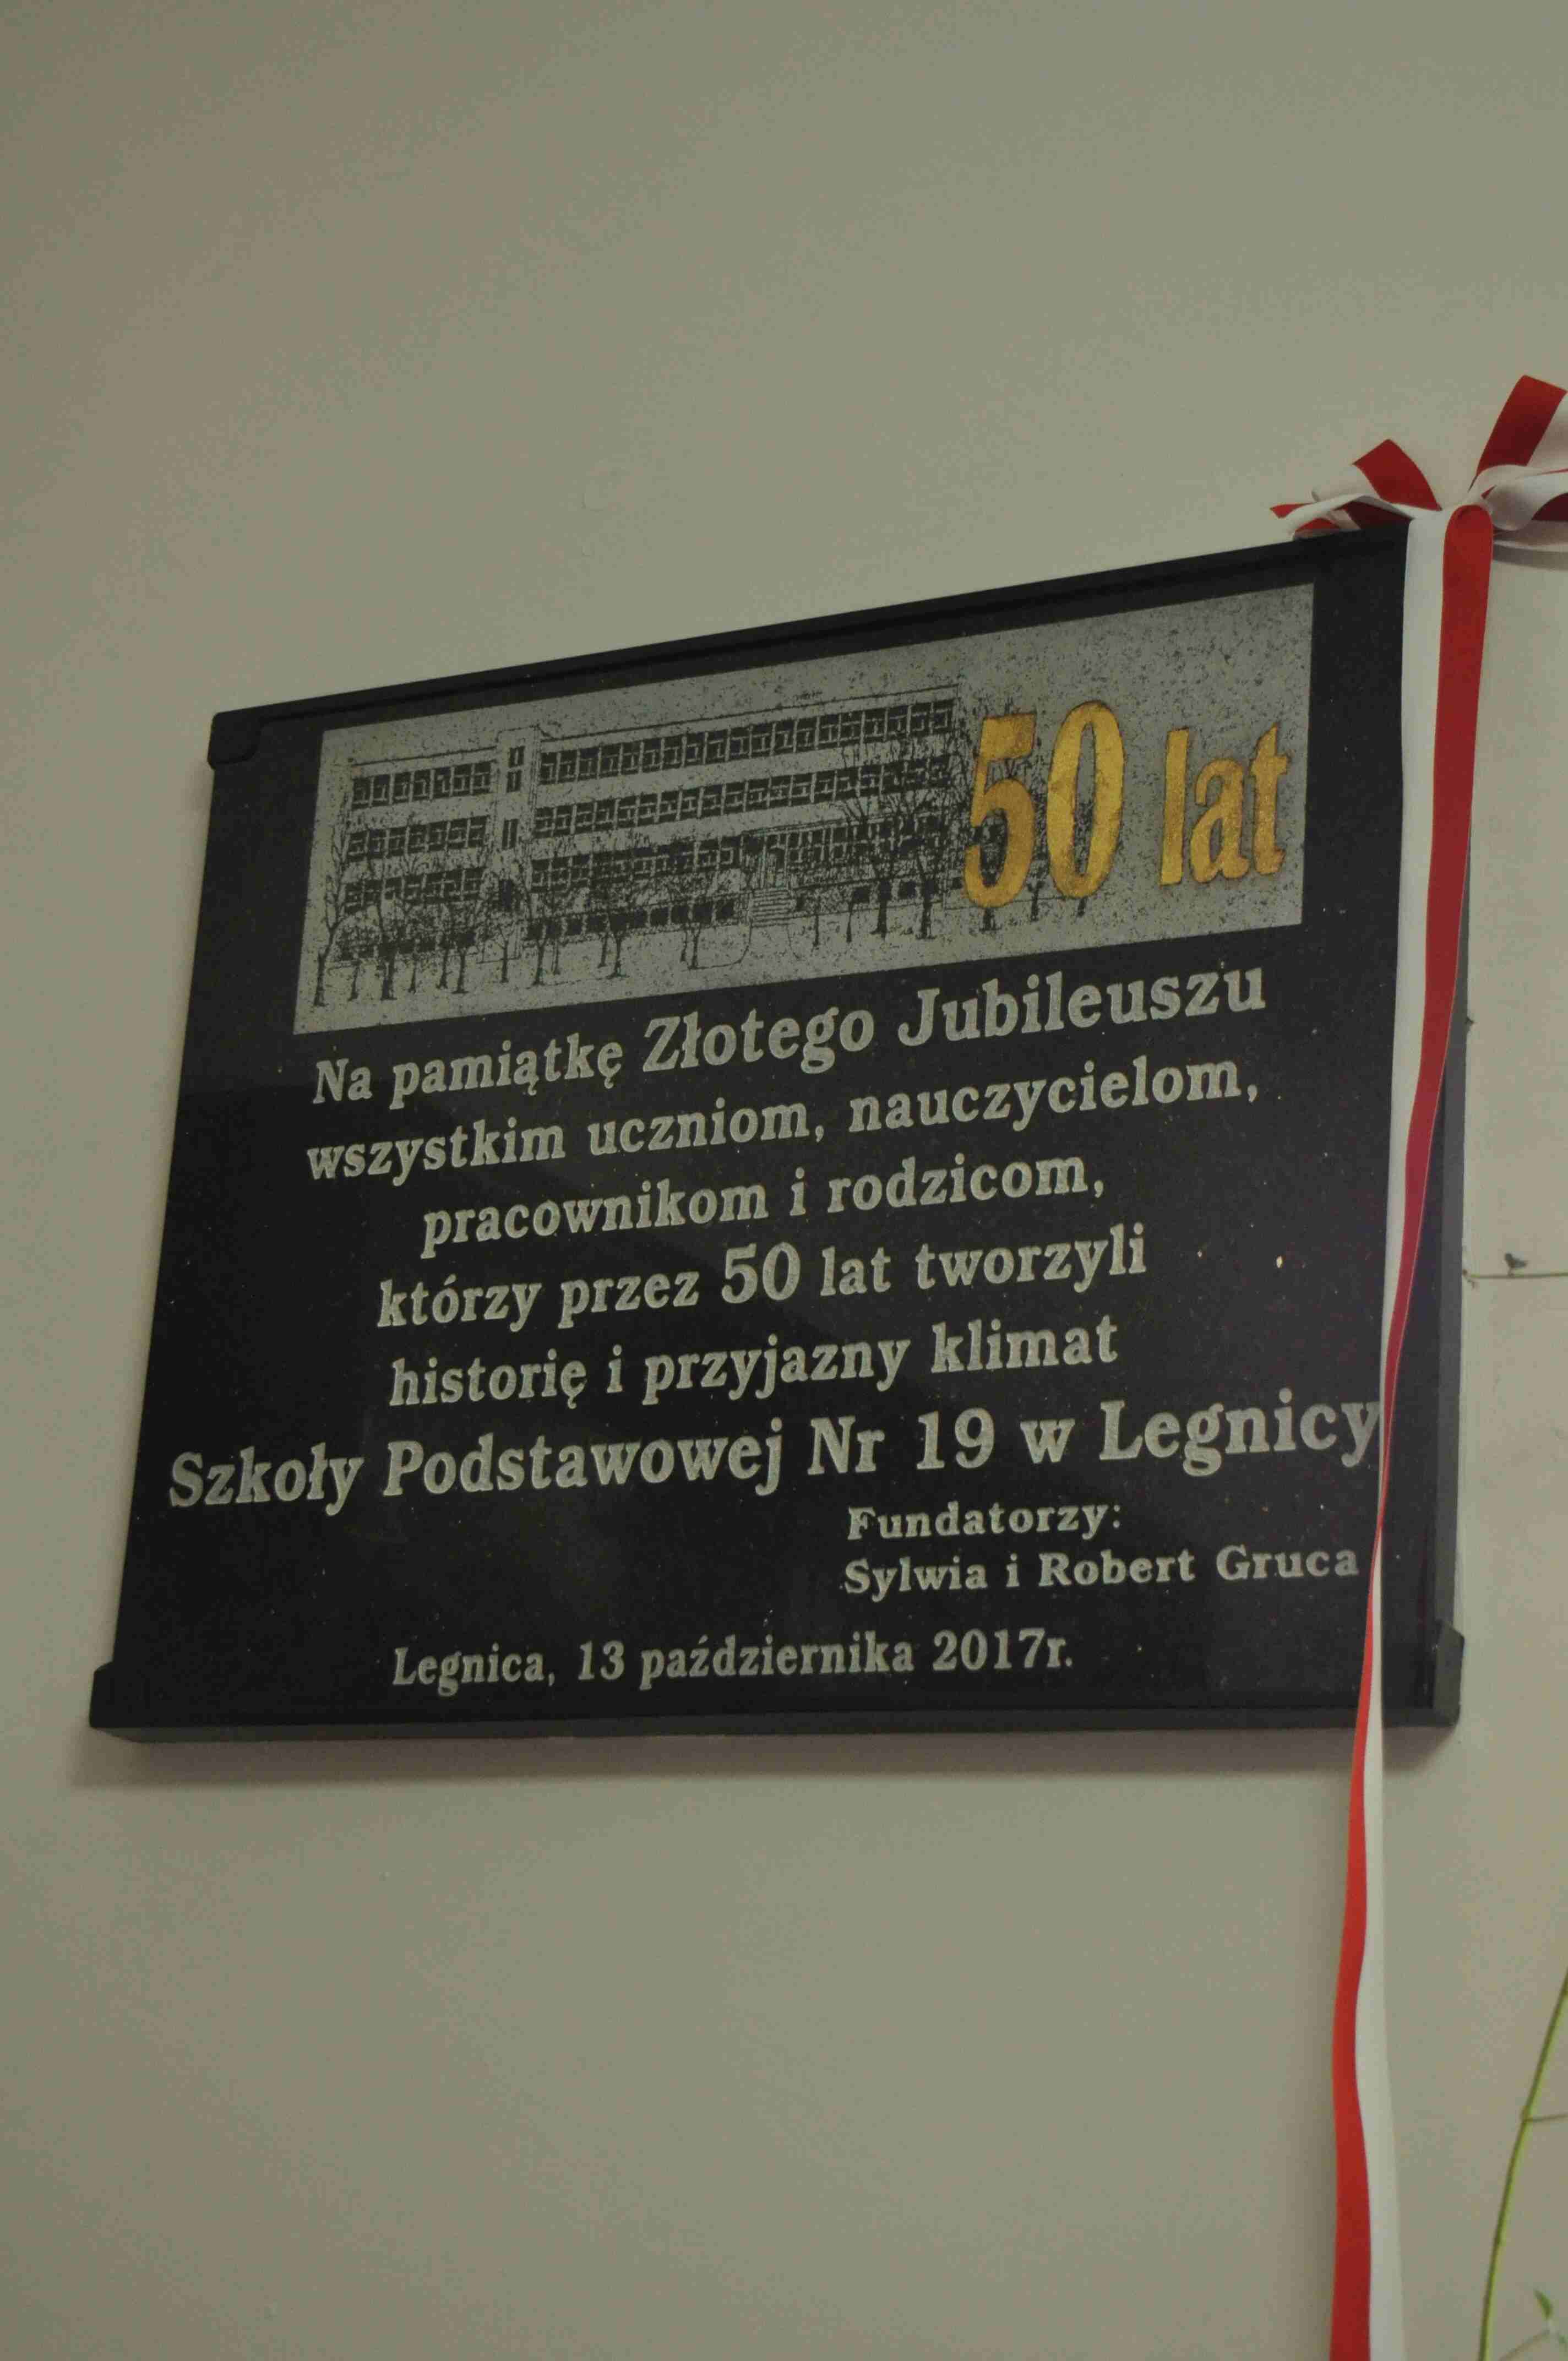 50 lat
Na pamiątkę Złotego Jubileuszu
wszystkim uczniom, nauczycielom,
pracownikom i rodzicom,
którzy przez 50 lat tworzyli
historię i przyjazny klimat
Szkoły Podstawowej Nr 19 w Legnicy
Fundatorzy:
Sylwia i Robert Gruca
Legnica, 13 października 2017r.